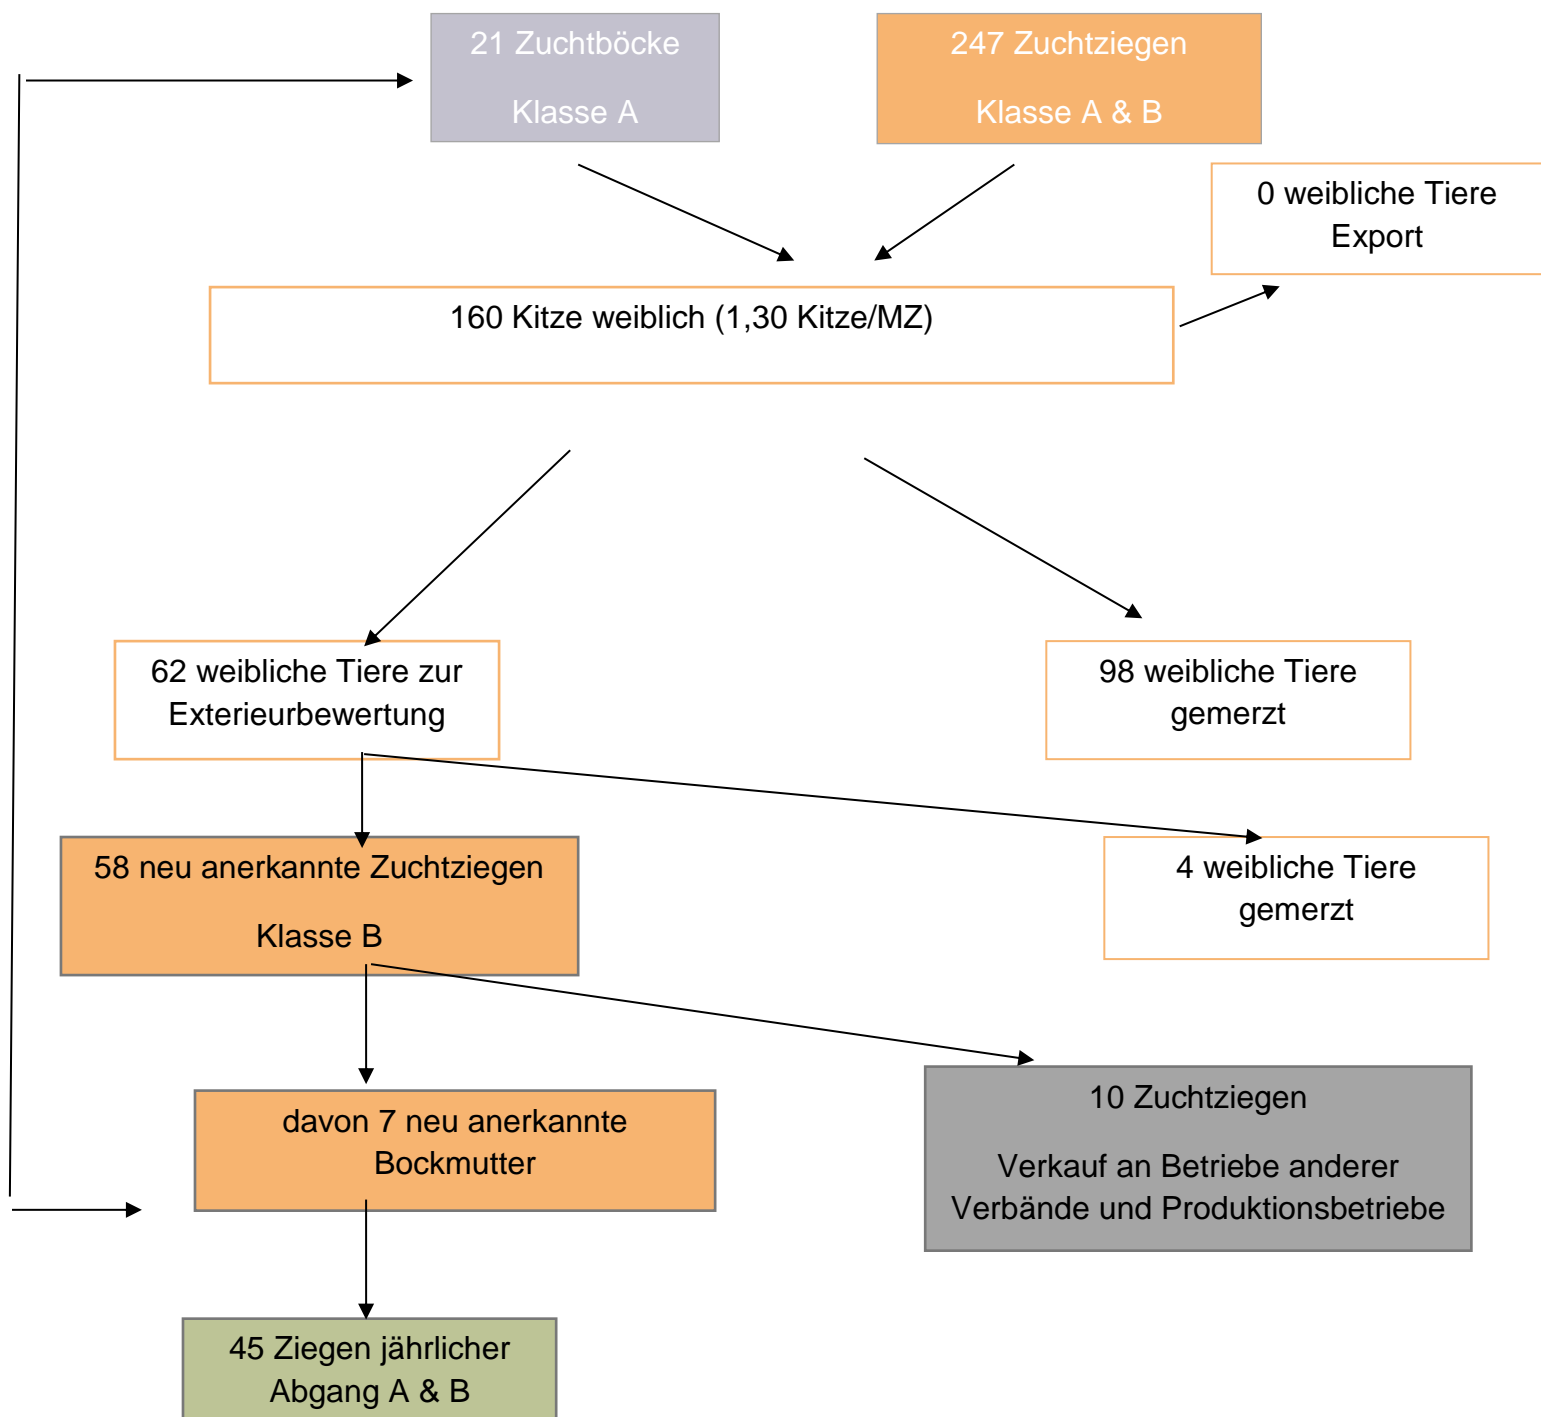 21 Zuchtböcke
Klasse A
247 Zuchtziegen
Klasse A & B
0 weibliche Tiere
Export
160 Kitze weiblich (1,30 Kitze/MZ)
62 weibliche Tiere zur
Exterieurbewertung
98 weibliche Tiere
gemerzt
58 neu anerkannte Zuchtziegen
Klasse B
4 weibliche Tiere
gemerzt
davon 7 neu anerkannte
Bockmutter
10 Zuchtziegen
Verkauf an Betriebe anderer
Verbände und Produktionsbetriebe
45 Ziegen jährlicher
Abgang A & B